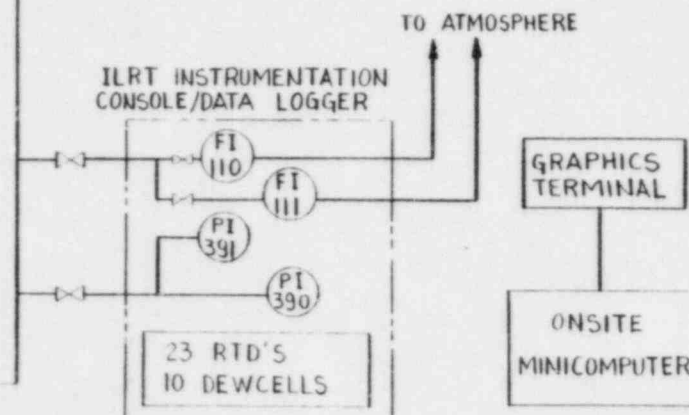 TO ATMOSPHERE
ILRT INSTRUMENTATION
CONSOLE/DATA LOGGER
FI
110
FI
111
PI
391
PI
390
23 RTD'S
10 DEWCELLS
GRAPHICS
TERMINAL
ONSITE
MINICOMPUTER